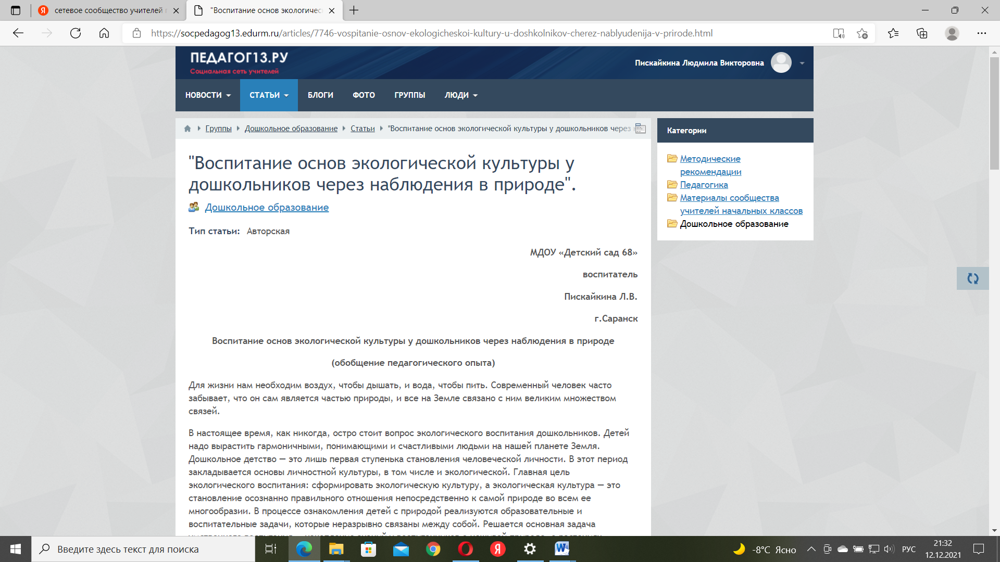 сетевое сообщество учителей
"Воспитание основ экологичес
https://socpedagog13.edurm.ru/articles/7746-vospitanie-osnov-ekologicheskoi-kultury-u-doshkolnikov-cherez-nablyudenija-v-prirode.html
ПЕДАГОГ13.РУ
Социальная сеть учителей
Пискайкина Людмила Викторовна
НОВОСТИ СТАТЬИ БЛОГИ ФОТО ГРУППЫ ЛЮДИ
Группы Дошкольное образование Статьи "Воспитание основ экологической культуры у дошкольников через
Категории
Методические
рекомендации
Педагогика
Материалы сообщества
учителей начальных классов
Дошкольное образование
"Воспитание основ экологической культуры у
дошкольников через наблюдения в природе".
Дошкольное образование
Тип статьи: Авторская
МДОУ «Детский сад 68»
воспитатель
Пискайкина Л.В.
г.Саранск
Воспитание основ экологической культуры у дошкольников через наблюдения в природе
(обобщение педагогического опыта)
Для жизни нам необходим воздух, чтобы дышать, и вода, чтобы пить. Современный человек часто
забывает, что он сам является частью природы, и все на Земле связано с ним великим множеством
связей.
В настоящее время, как никогда, остро стоит вопрос экологического воспитания дошкольников. Детей
надо вырастить гармоничными, понимающими и счастливыми людьми на нашей планете Земля.
Дошкольное детство — это лишь первая ступенька становления человеческой личности. В этот период
закладывается основы личностной культуры, в том числе и экологической. Главная цель
экологического воспитания: сформировать экологическую культуру, а экологическая культура — это
становление осознанно правильного отношения непосредственно к самой природе во всем ее
многообразии. В процессе ознакомления детей с природой реализуются образовательные и
воспитательные задачи, которые неразрывно связаны между собой. Решается основная задача
Введите здесь текст для поиска
-8°C Ясно
РУС
21:32
12.12.2021